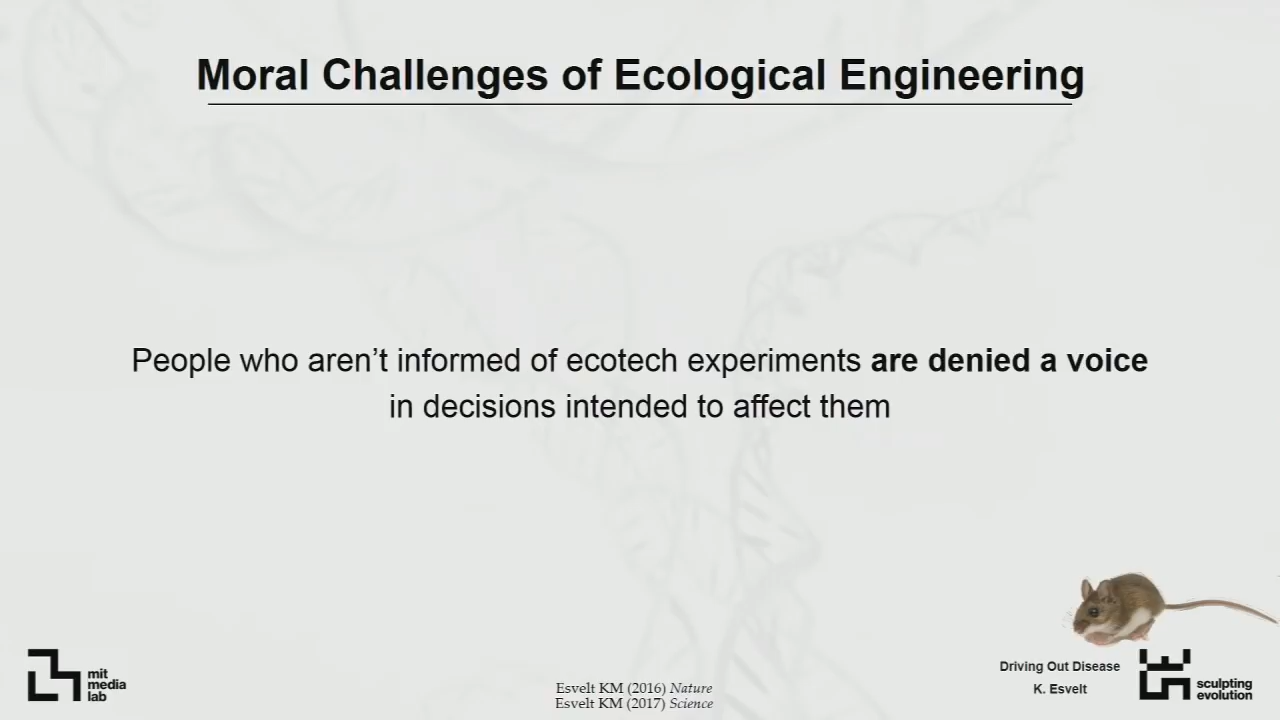 Moral Challenges of Ecological Engineering
People who aren’t informed of ecotech experiments are denied a voice
in decisions intended to affect them
mit
media
lab
Esvelt KM (2016) Nature
Esvelt KM (2017) Science
Driving Out Disease
K. Esvelt
sculpting
evolution